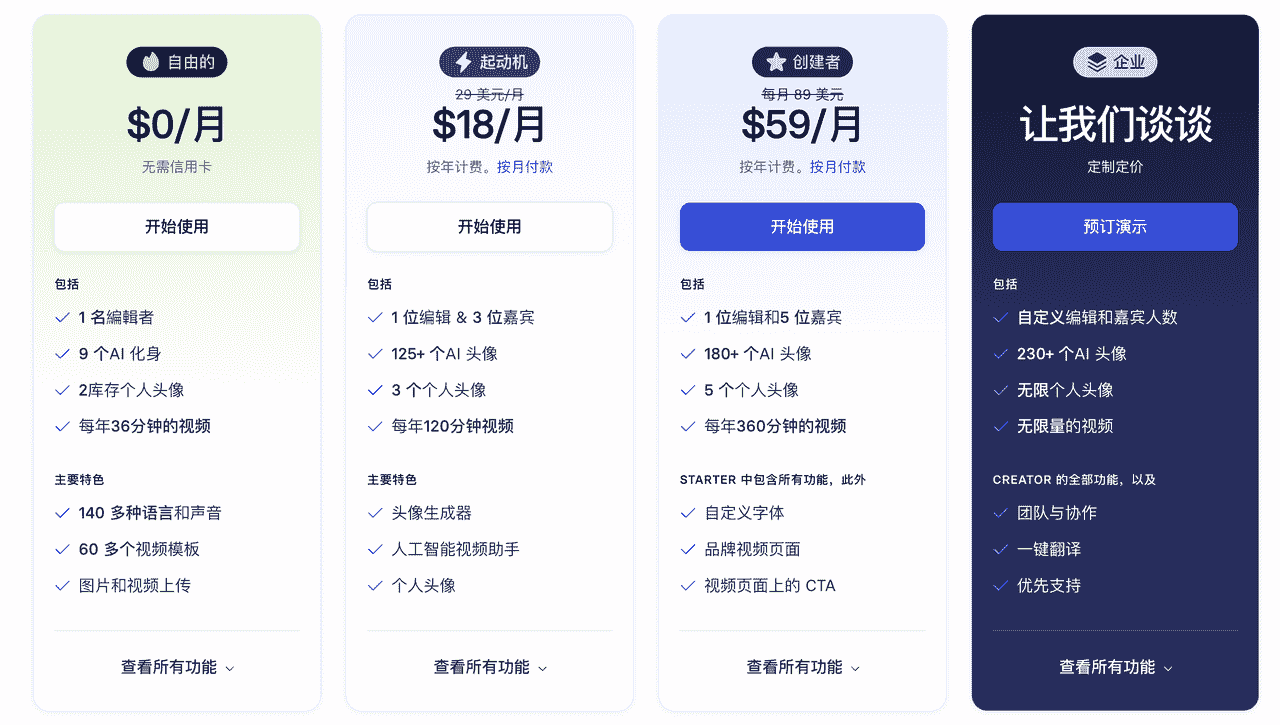 自由的
$0/月
无需信用卡
开始使用
包括
1 名編輯者
9 个AI 化身
2库存个人头像
每年36分钟的视频
主要特色
140 多种语言和声音
60 多个视频模板
图片和视频上传
查看所有功能
起动机
29 美元/月
$18/月
按年计费。按月付款
开始使用
包括
1 位编辑 & 3 位嘉宾
125+ 个AI 头像
3 个个人头像
每年120分钟视频
主要特色
头像生成器
人工智能视频助手
个人头像
查看所有功能
创建者
每月 89 美元
$59/月
按年计费。按月付款
开始使用
包括
1 位编辑和5 位嘉宾
180+ 个AI 头像
5 个个人头像
每年360分钟的视频
STARTER 中包含所有功能，此外
自定义字体
品牌视频页面
视频页面上的 CTA
查看所有功能
企业
让我们谈谈
定制定价
预订演示
包括
自定义编辑和嘉宾人数
230+ 个AI 头像
无限个人头像
无限量的视频
CREATOR 的全部功能，以及
团队与协作
一键翻译
优先支持
查看所有功能